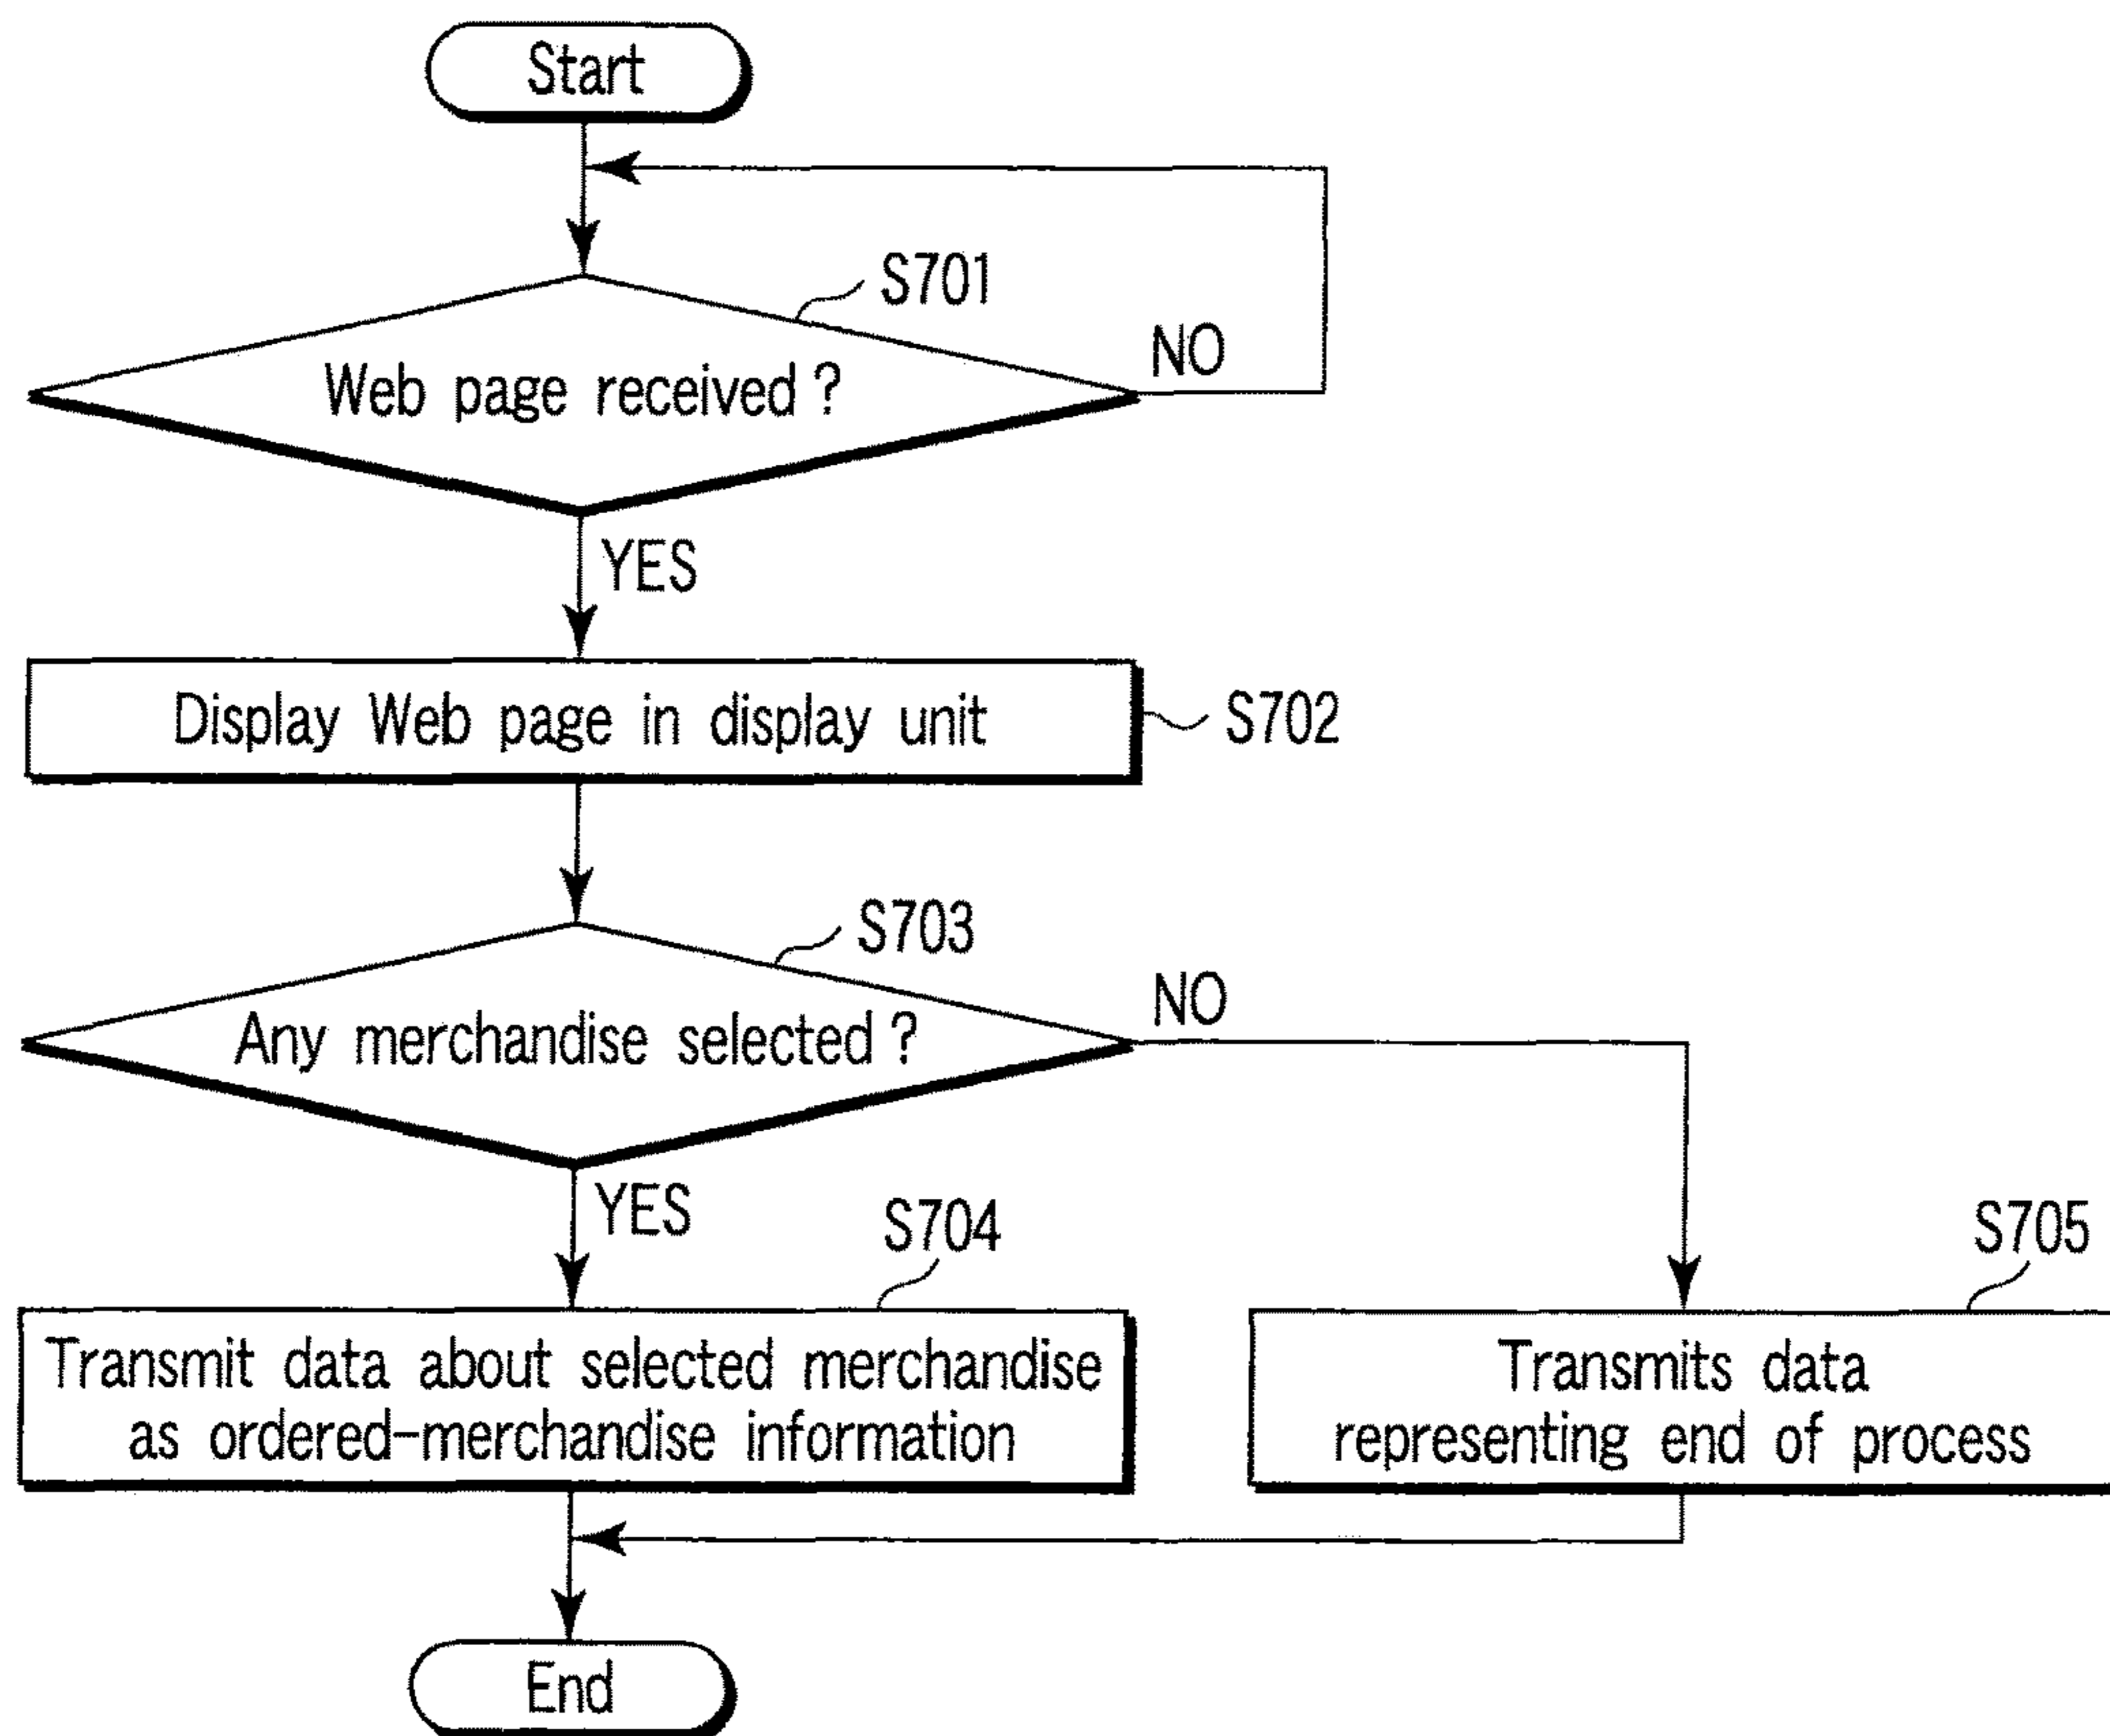 Start
S701
Web page received ?
NO
YES
Display Web page in display unit
S702
S703
Any merchandise selected ?
NO
YES
S704
S705
Transmit data about selected merchandise
as ordered-merchandise information
Transmits data
representing end of process
End